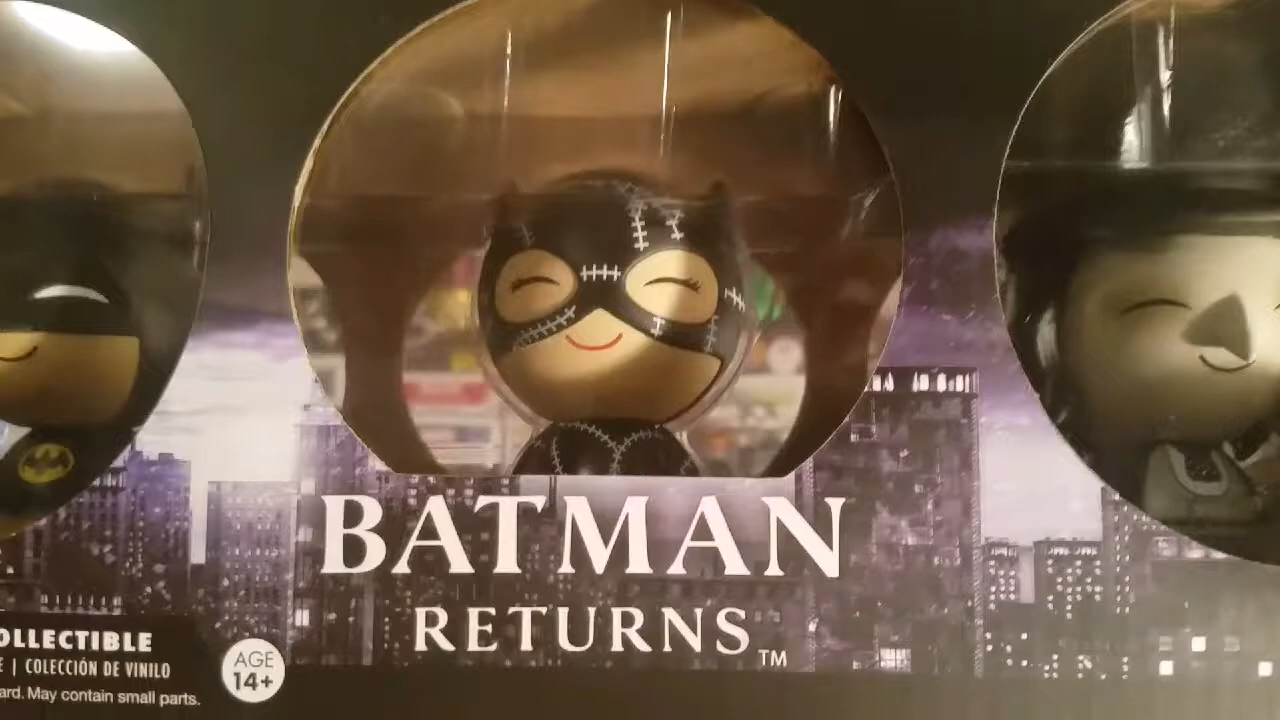 BATMAN
RETURNS™
OLLECTIBLE
E | COLECCIÓN DE VINILO
ard. May contain small parts.
AGE
14+